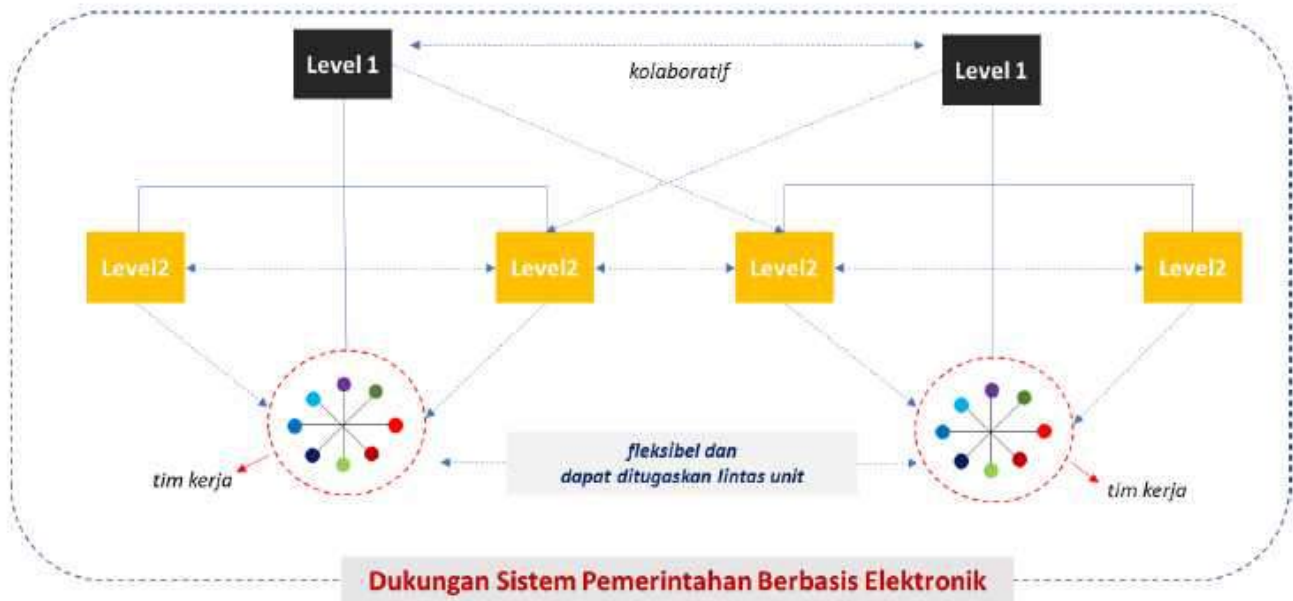 Level 1
Level 1
kolaboratif
Level2
Level2
Level2
Level2
fleksibel dan
dapat ditugaskan lintas unit
tim kerja
tim kerja
Dukungan Sistem Pemerintahan Berbasis Elektronik